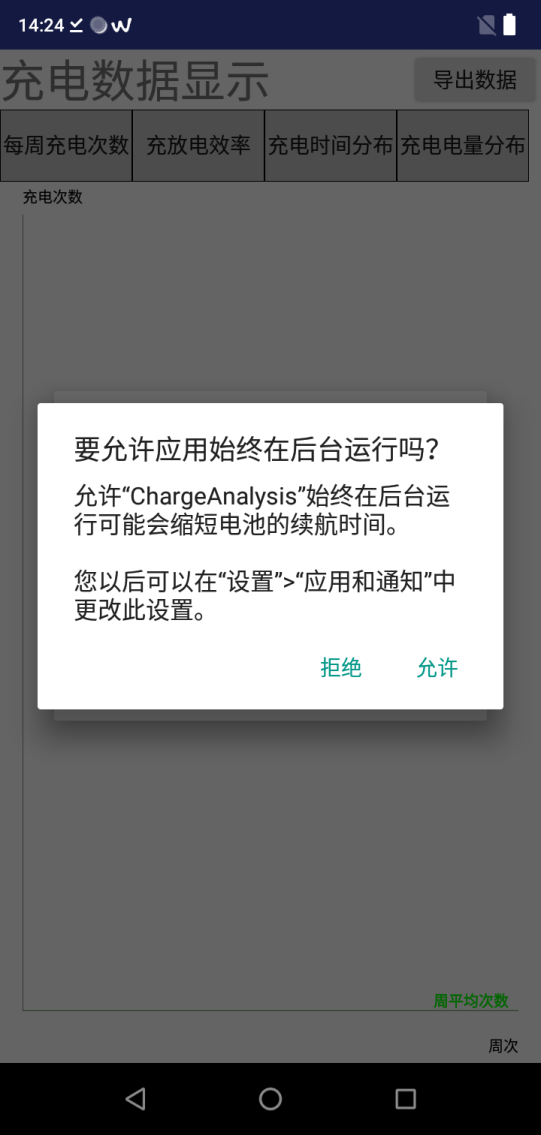 14:24
充电数据显示
导出数据
每周充电次数 充放电效率 充电时间分布 充电电量分布
充电次数
要允许应用始终在后台运行吗?
允许“ChargeAnalysis”始终在后台运
行可能会缩短电池的续航时间。
您以后可以在“设置”>“应用和通知”中
更改此设置。
拒绝 允许
周平均次数
周次